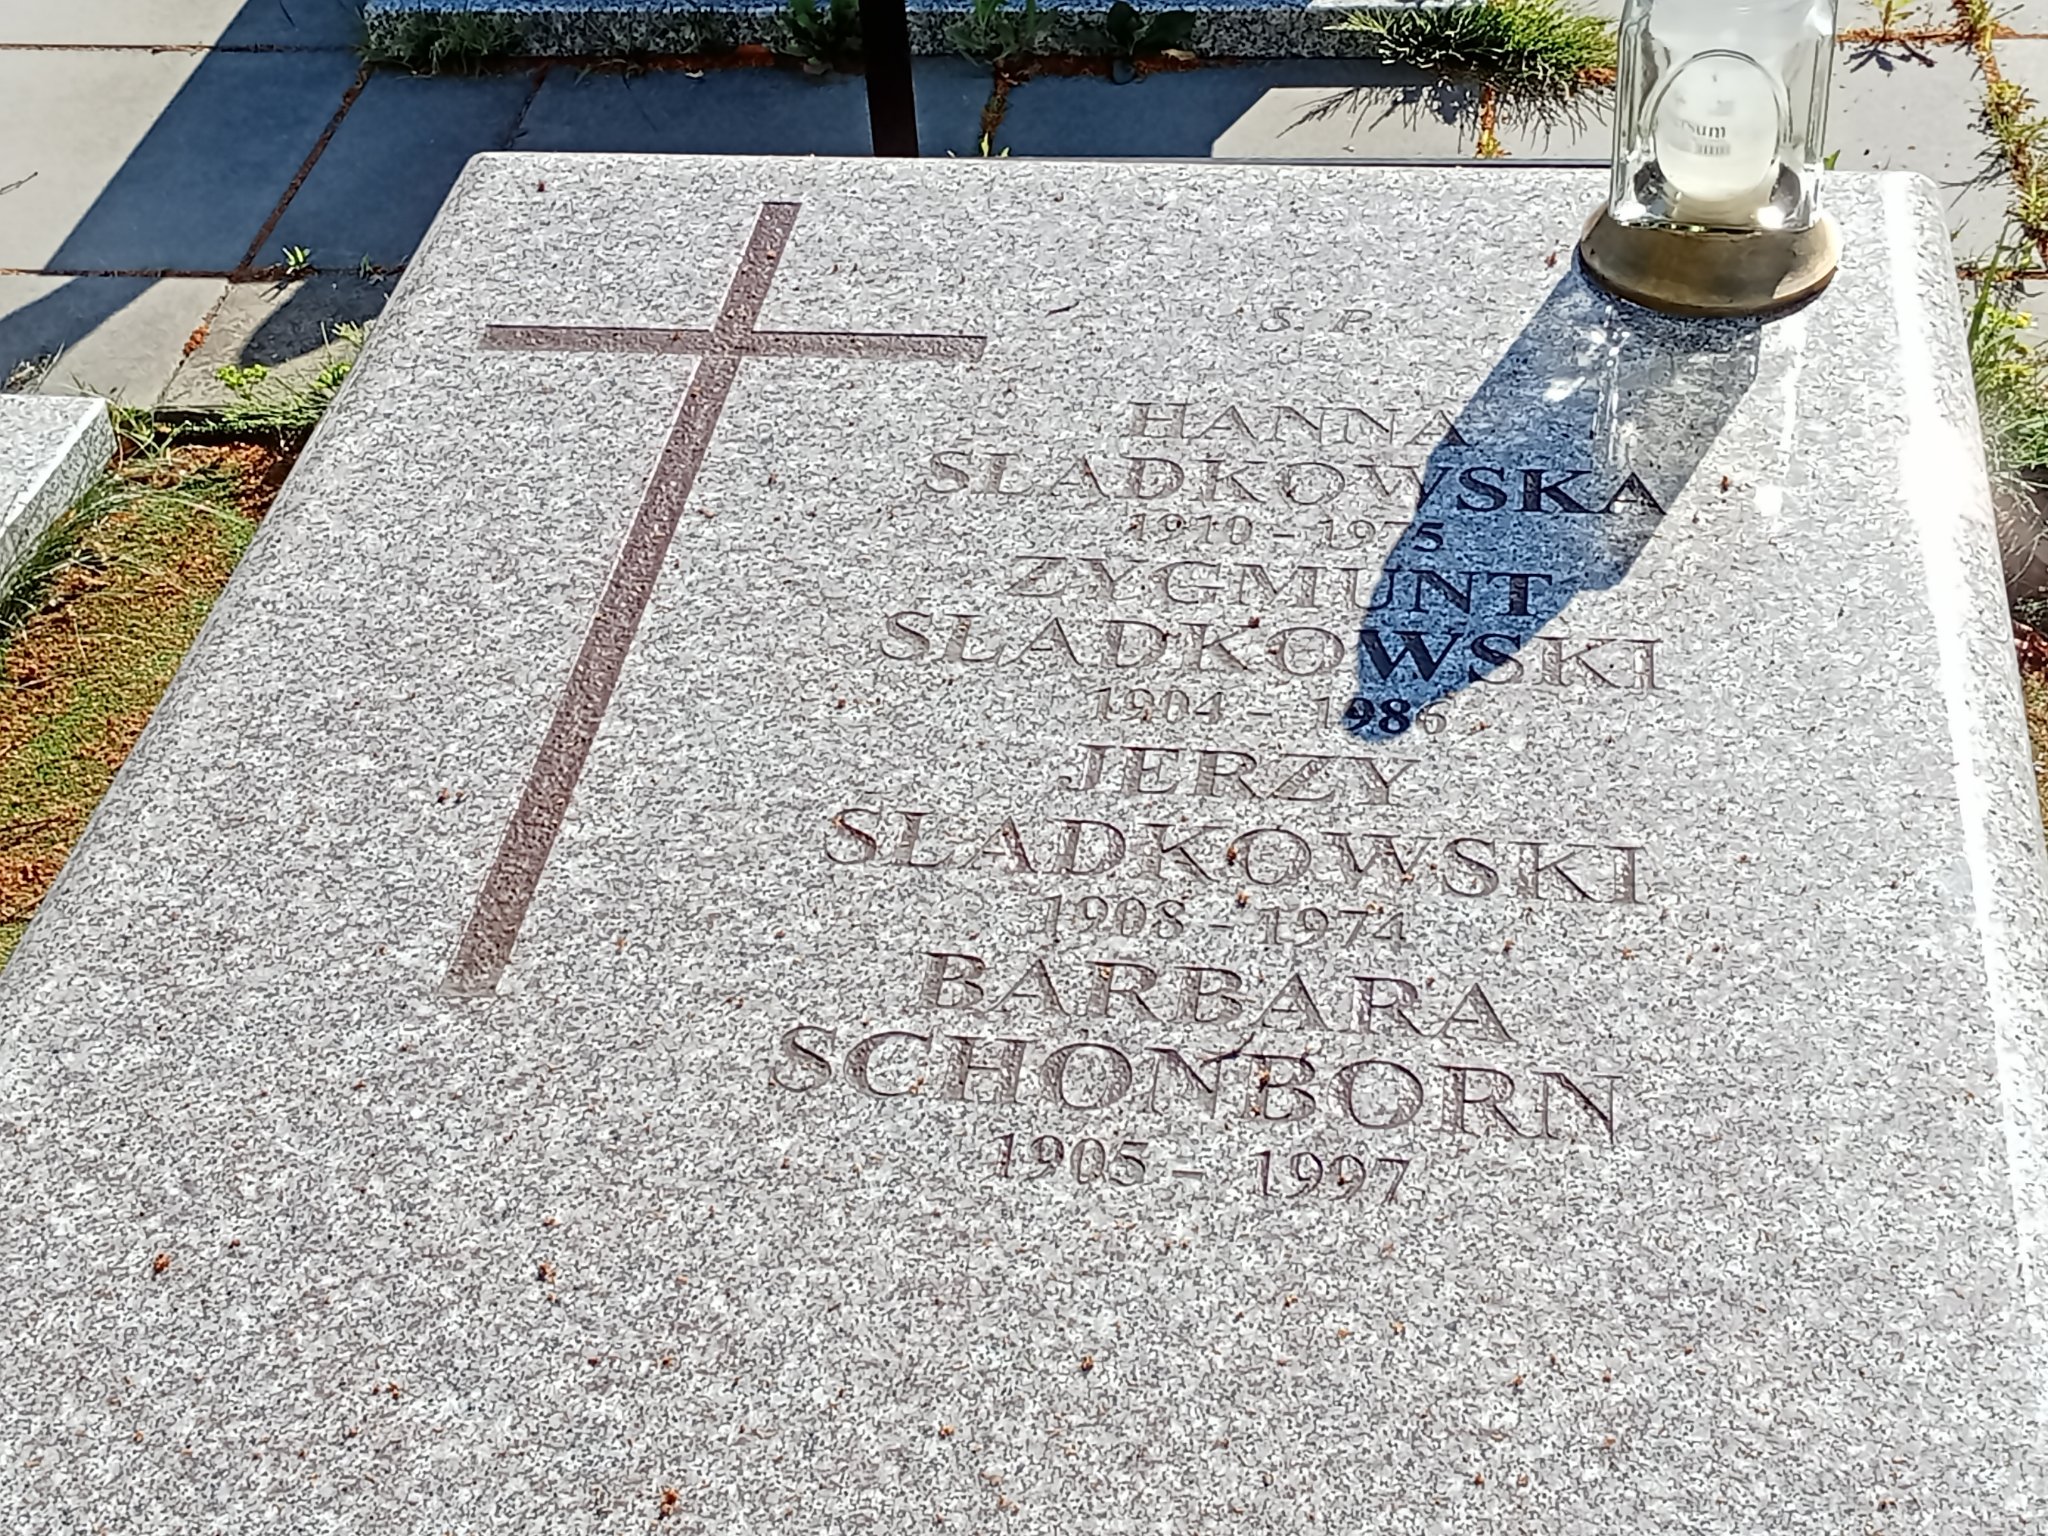 Ś. P.
HANNA
ŚLADKOWSKA
1910 - 1975
ZYGMUNT
ŚLADKOWSKI
1904 - 1986
JERZY
ŚLADKOWSKI
1908 - 1974
BARBARA
SCHÖNBORN
1905 - 1997